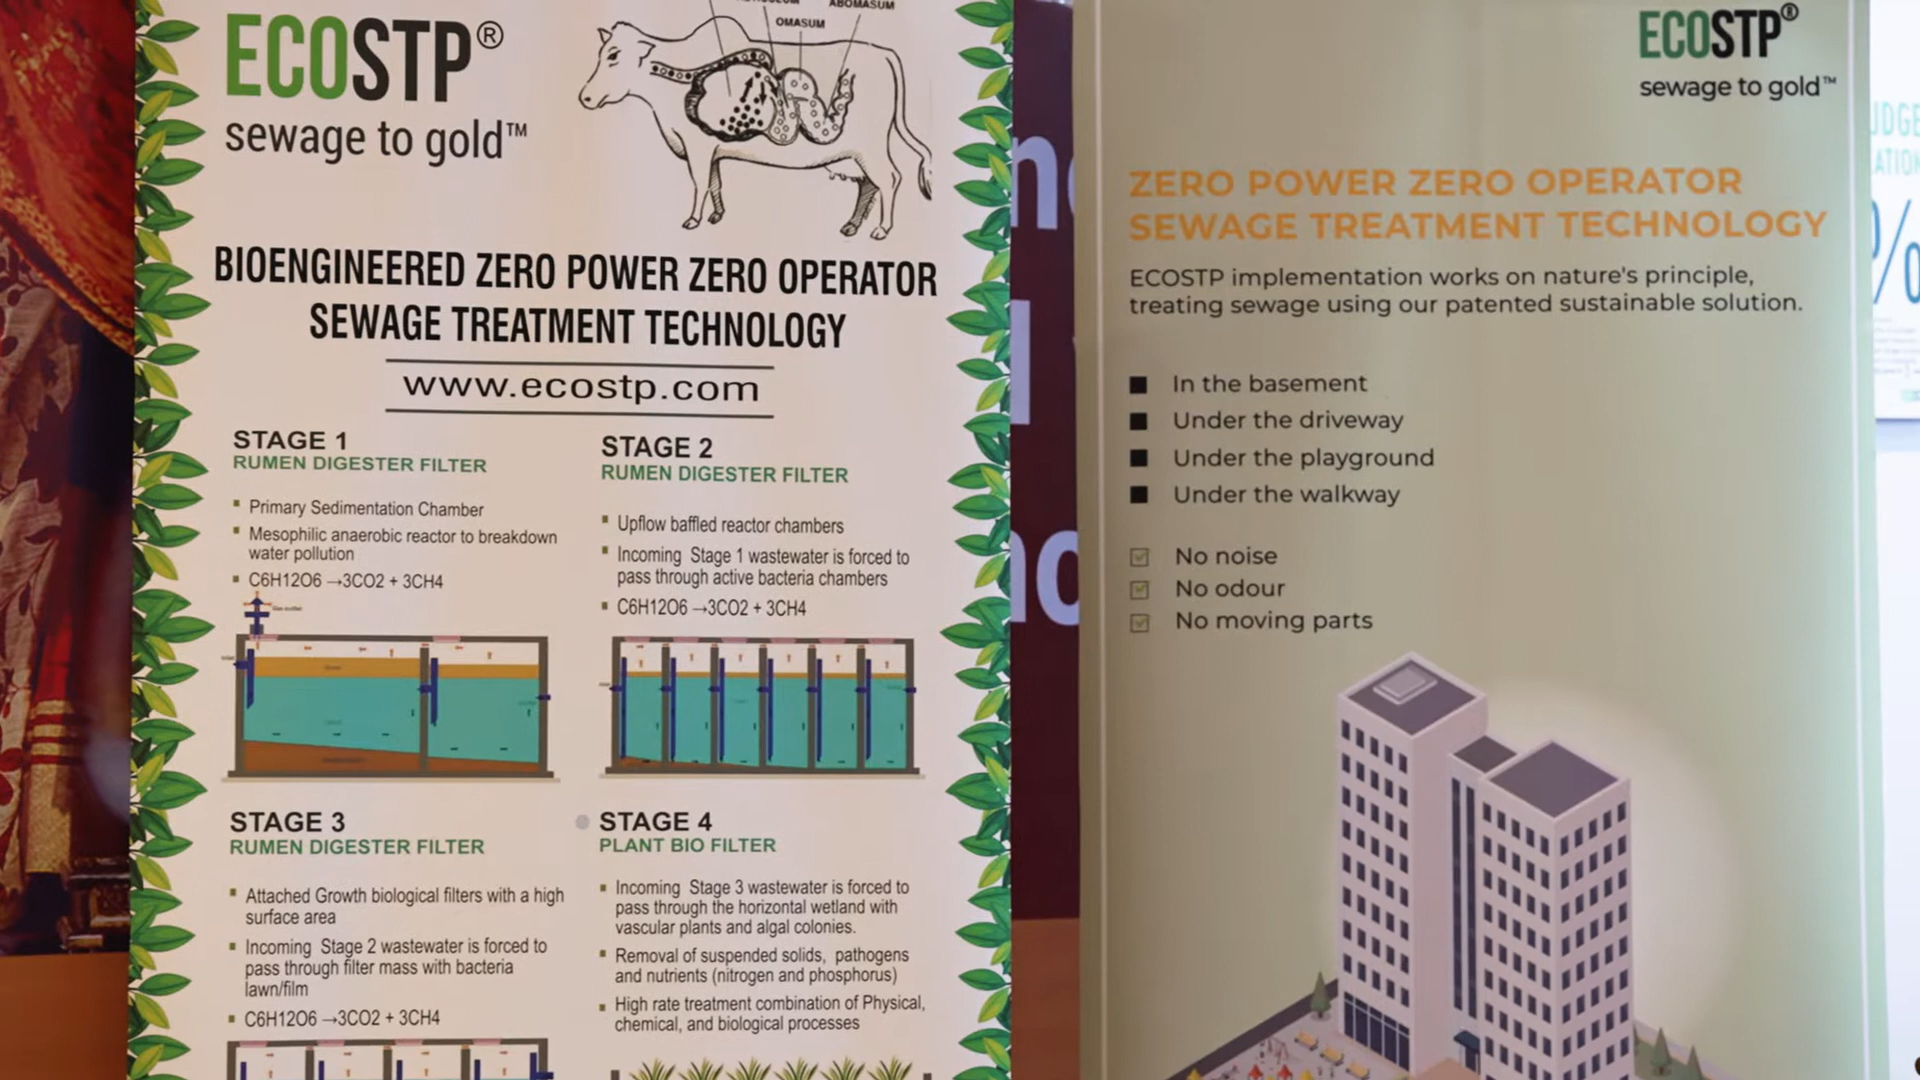 ABOMASUM
OMASUM
ECOSTP®
sewage to gold™
BIOENGINEERED ZERO POWER ZERO OPERATOR
SEWAGE TREATMENT TECHNOLOGY
www.ecostp.com
STAGE 1
RUMEN DIGESTER FILTER
Primary Sedimentation Chamber
Mesophilic anaerobic reactor to breakdown
water pollution
C6H12O6 →3CO2 + 3CH4
STAGE 2
RUMEN DIGESTER FILTER
Upflow baffled reactor chambers
Incoming Stage 1 wastewater is forced to
pass through active bacteria chambers
C6H12O6 →3CO2 + 3CH4
STAGE 3
RUMEN DIGESTER FILTER
Attached Growth biological filters with a high
surface area
Incoming Stage 2 wastewater is forced to
pass through filter mass with bacteria
lawn/film
C6H12O6 →3CO2 + 3CH4
STAGE 4
PLANT BIO FILTER
Incoming Stage 3 wastewater is forced to
pass through the horizontal wetland with
vascular plants and algal colonies.
Removal of suspended solids, pathogens
and nutrients (nitrogen and phosphorus)
High rate treatment combination of Physical,
chemical, and biological processes
ECOSTP®
sewage to gold™
ZERO POWER ZERO OPERATOR
SEWAGE TREATMENT TECHNOLOGY
ECOSTP implementation works on nature's principle,
treating sewage using our patented sustainable solution.
In the basement
Under the driveway
Under the playground
Under the walkway
No noise
No odour
No moving parts